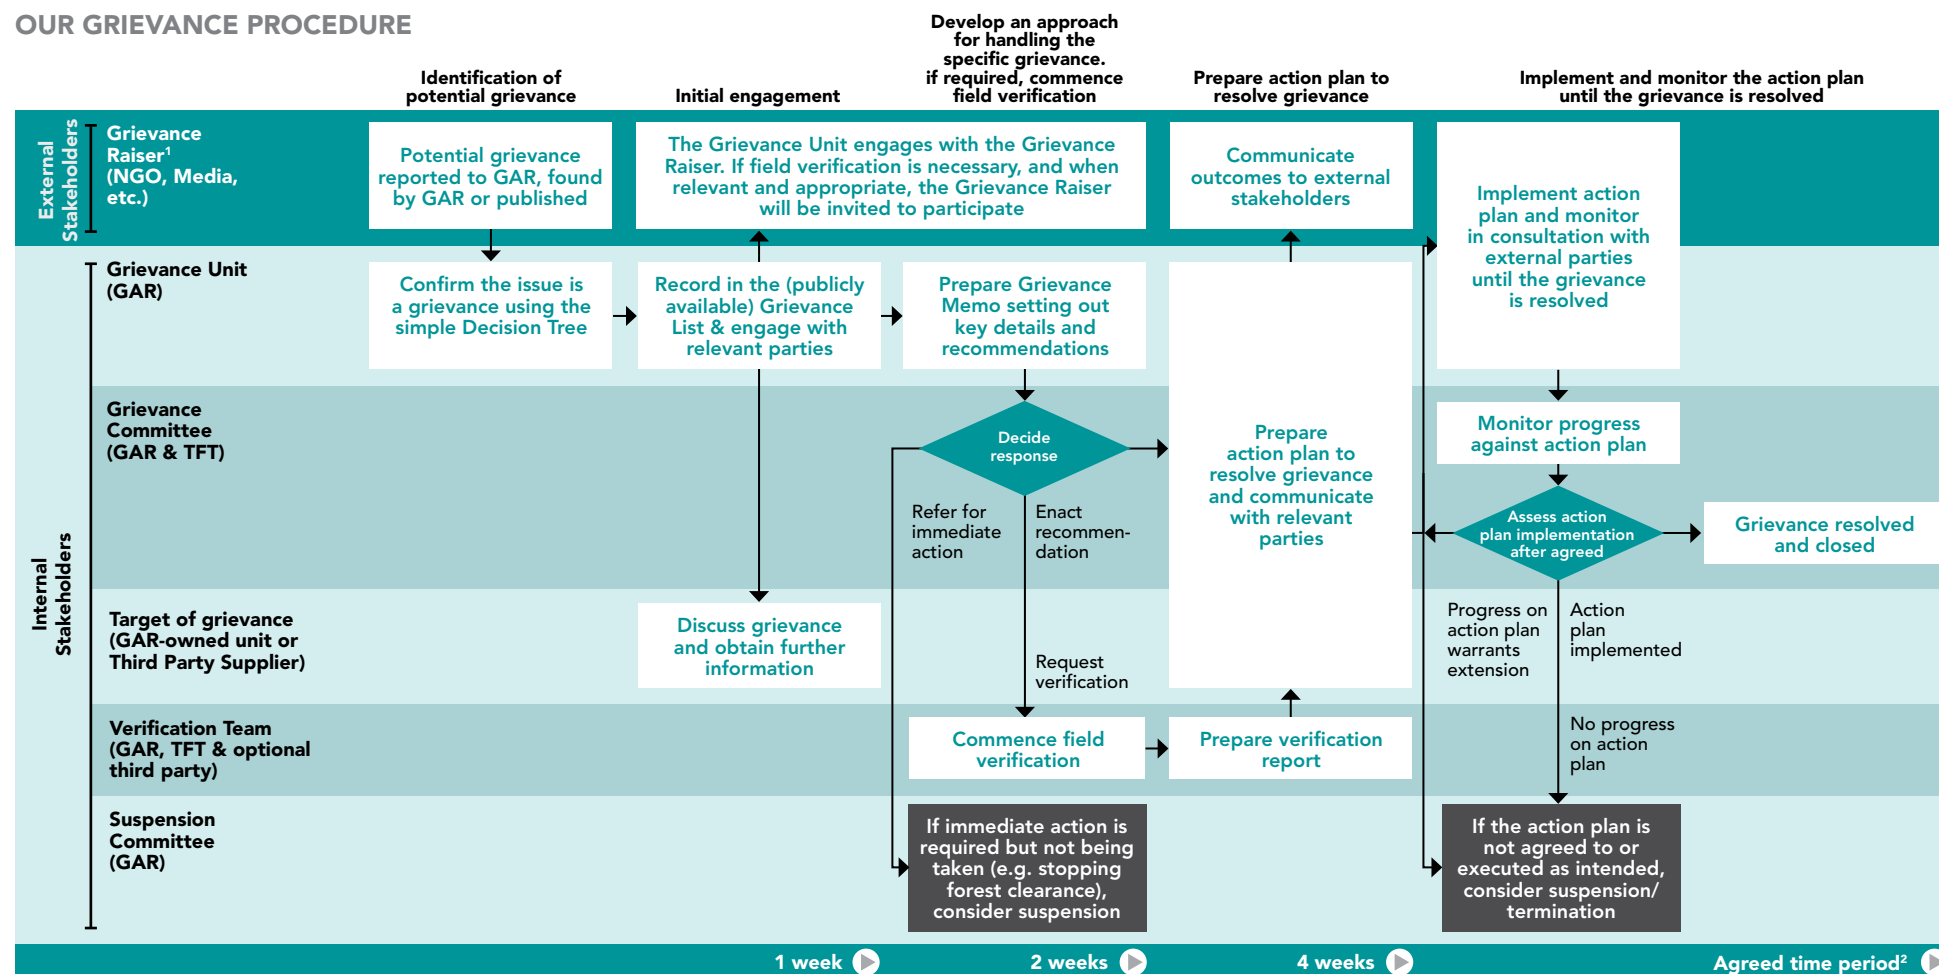 OUR GRIEVANCE PROCEDURE
Identification of
potential grievance
Initial engagement
Develop an approach
for handling the
specific grievance.
if required, commence
field verification
Prepare action plan to
resolve grievance
Implement and monitor the action plan
until the grievance is resolved
External
Stakeholders
Grievance
Raiser¹
(NGO, Media,
etc.)
Potential grievance
reported to GAR, found
by GAR or published
The Grievance Unit engages with the Grievance
Raiser. If field verification is necessary, and when
relevant and appropriate, the Grievance Raiser
will be invited to participate
Communicate
outcomes to external
stakeholders
Implement action
plan and monitor
in consultation with
external parties
until the grievance
is resolved
Internal
Stakeholders
Grievance Unit
(GAR)
Confirm the issue is
a grievance using the
simple Decision Tree
Record in the (publicly
available) Grievance
List & engage with
relevant parties
Prepare Grievance
Memo setting out
key details and
recommendations
Grievance
Committee
(GAR & TFT)
Decide
response
Refer for
immediate
action
Enact
recommen-
dation
Prepare
action plan to
resolve grievance
and communicate
with relevant
parties
Monitor progress
against action plan
Assess action
plan implementation
after agreed
Grievance resolved
and closed
Target of grievance
(GAR-owned unit or
Third Party Supplier)
Discuss grievance
and obtain further
information
Request
verification
Progress on
action plan
warrants
extension
Action
plan
implemented
Verification Team
(GAR, TFT & optional
third party)
Commence field
verification
Prepare verification
report
No progress
on action
plan
Suspension
Committee
(GAR)
If immediate action is
required but not being
taken (e.g. stopping
forest clearance),
consider suspension
If the action plan is
not agreed to or
executed as intended,
consider suspension/
termination
1 week
2 weeks
4 weeks
Agreed time period²